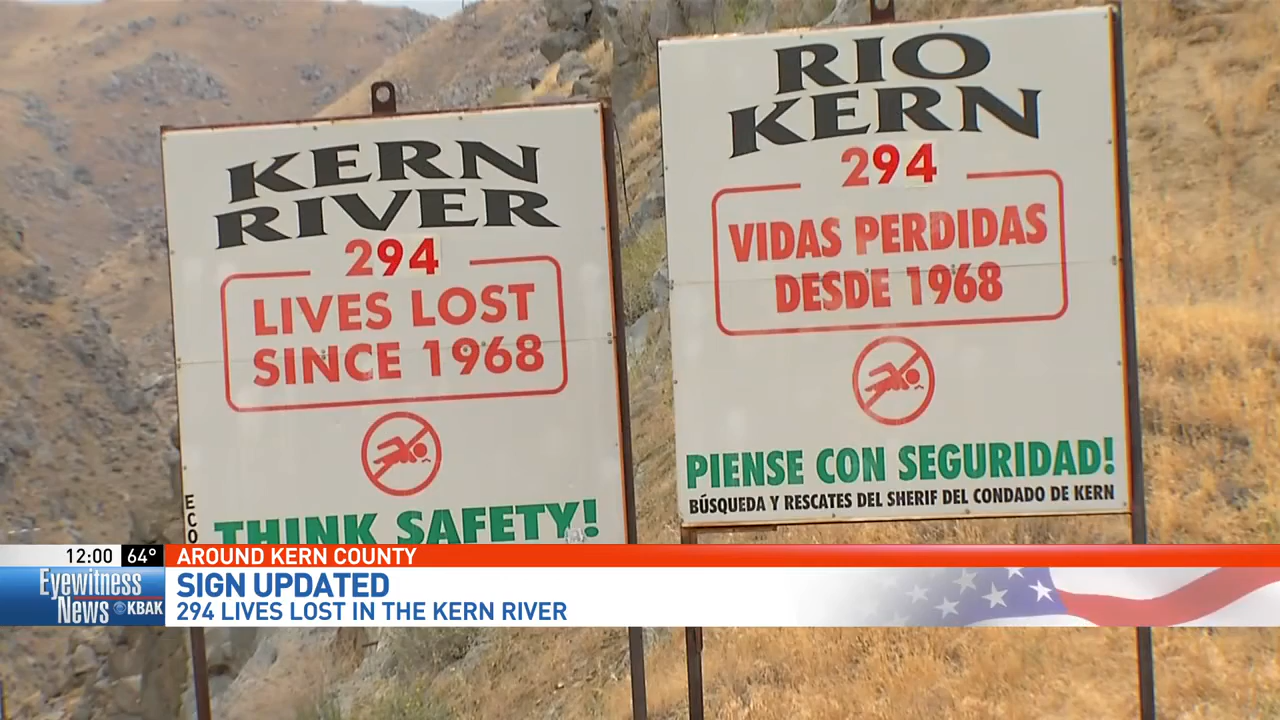 KERN
RIVER
294
LIVES LOST
SINCE 1968
THINK SAFETY!
ECO
RIO
KERN
294
VIDAS PERDIDAS
DESDE 1968
PIENSE CON SEGURIDAD!
BÚSQUEDA Y RESCATES DEL SHERIF DEL CONDADO DE KERN
12:00 64°
AROUND KERN COUNTY
Eyewitness
News KBAK
SIGN UPDATED
294 LIVES LOST IN THE KERN RIVER